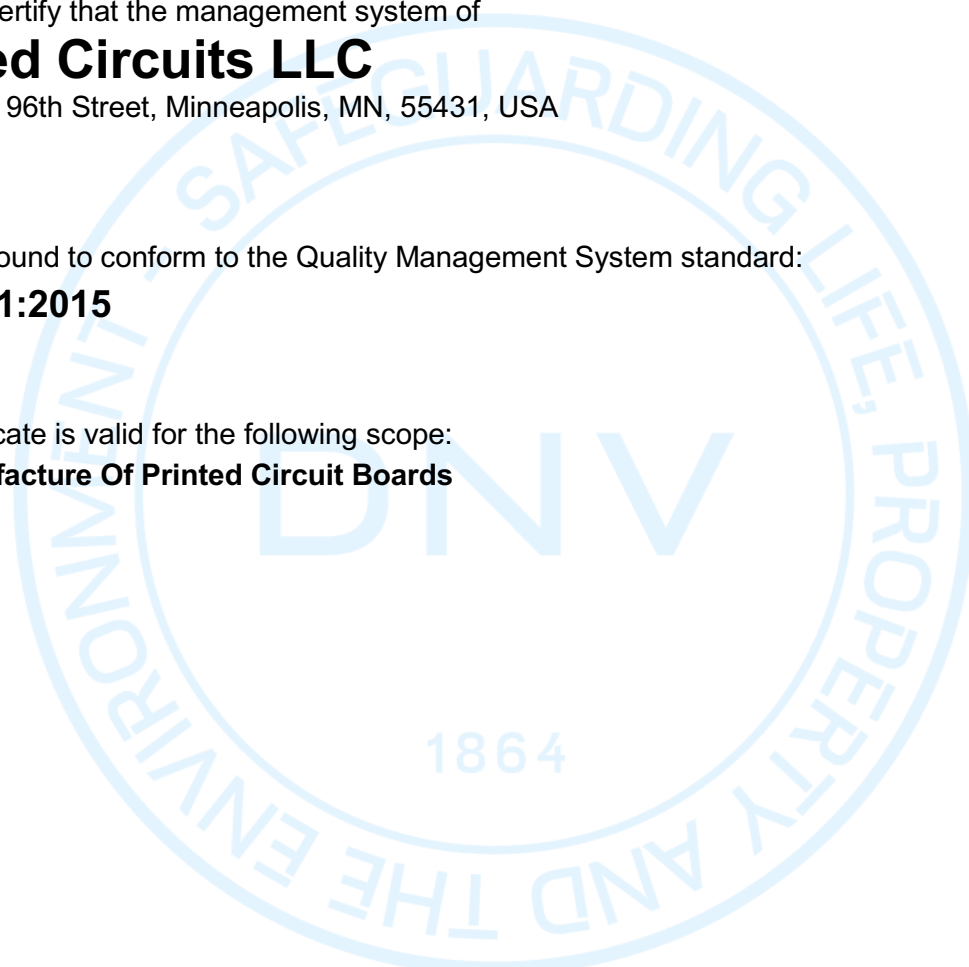 ertify that the management system of
ed Circuits LLC
96th Street, Minneapolis, MN, 55431, USA
ound to conform to the Quality Management System standard:
1:2015
cate is valid for the following scope:
facture Of Printed Circuit Boards
SAFEGUARDING LIFE, PROPERTY AND THE ENVIRONMENT
DNV
1864